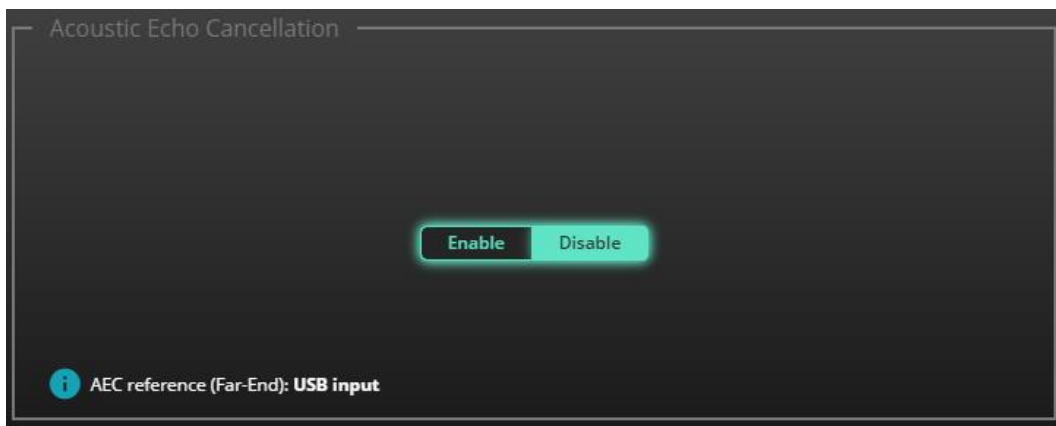 Acoustic Echo Cancellation
Enable Disable
AEC reference (Far-End): USB input